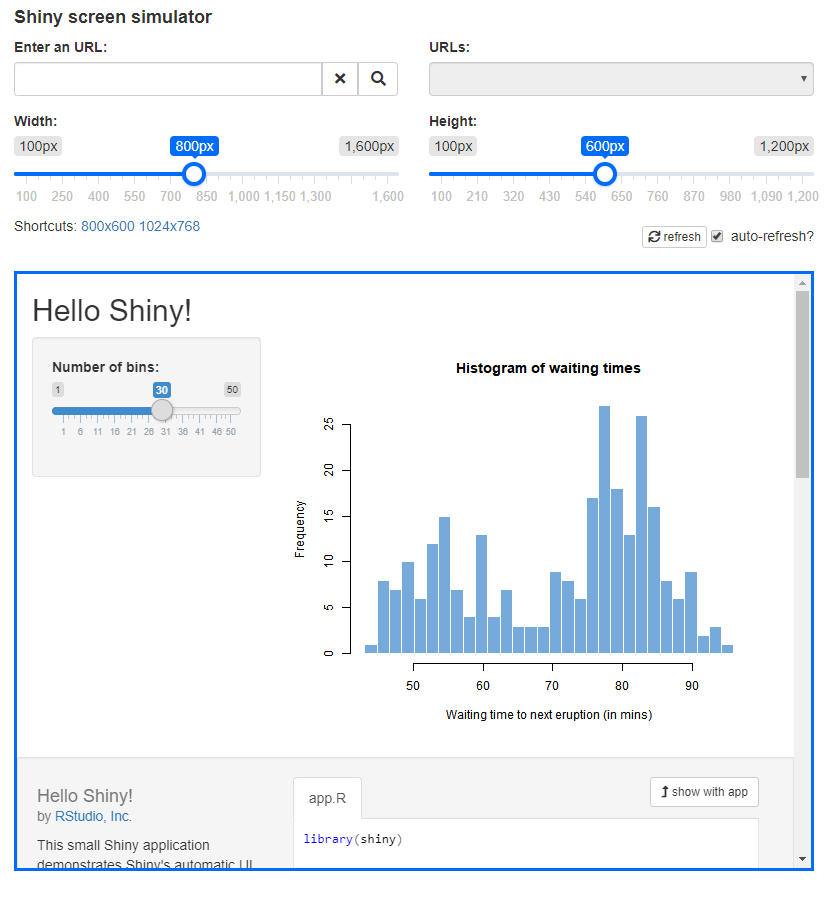 Shiny screen simulator
Enter an URL:
URLs:
Width:
Height:
100px 800px 1,600px
100px 600px 1,200px
100 250 400 550 700 850 1,000 1,150 1,300 1,600
100 210 320 430 540 650 760 870 980 1,090 1,200
Shortcuts: 800x600 1024x768
refresh auto-refresh?
Hello Shiny!
Number of bins:
1 30 50
1 6 11 16 21 26 31 36 41 46 50
Histogram of waiting times
Frequency
25
20
15
10
5
0
50 60 70 80 90
Waiting time to next eruption (in mins)
Hello Shiny!
by RStudio, Inc.
This small Shiny application
demonstrates Shiny's automatic UI
app.R
show with app
library(shiny)